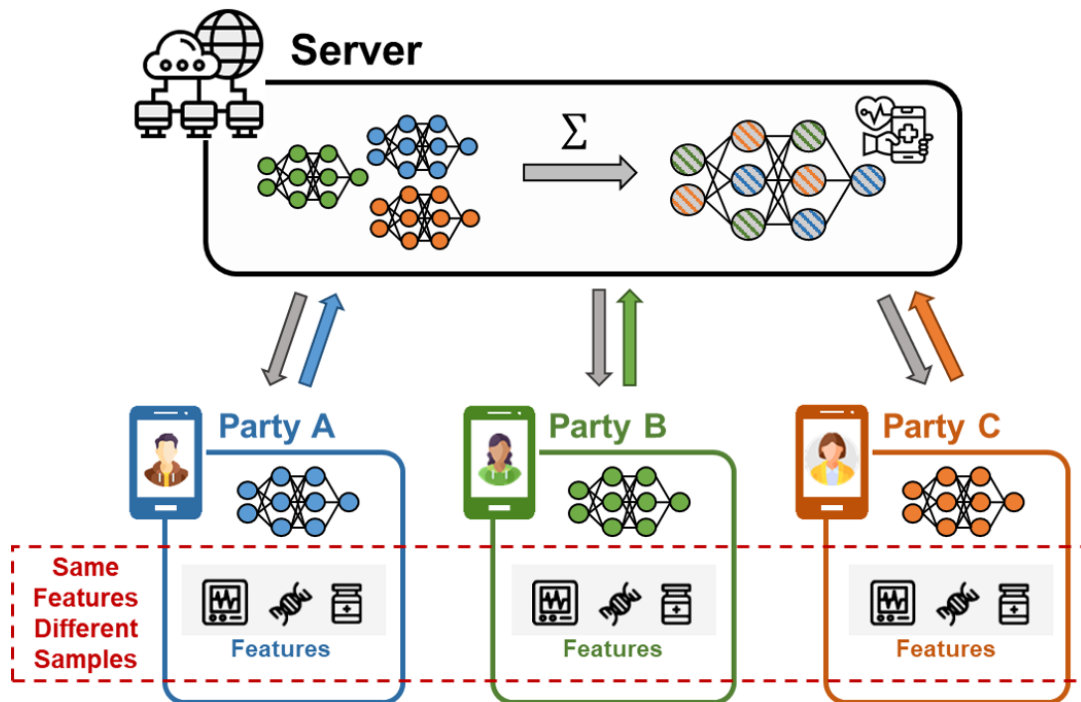 Server
Σ
Party A
Party B
Party C
Same
Features
Different
Samples
Features
Features
Features